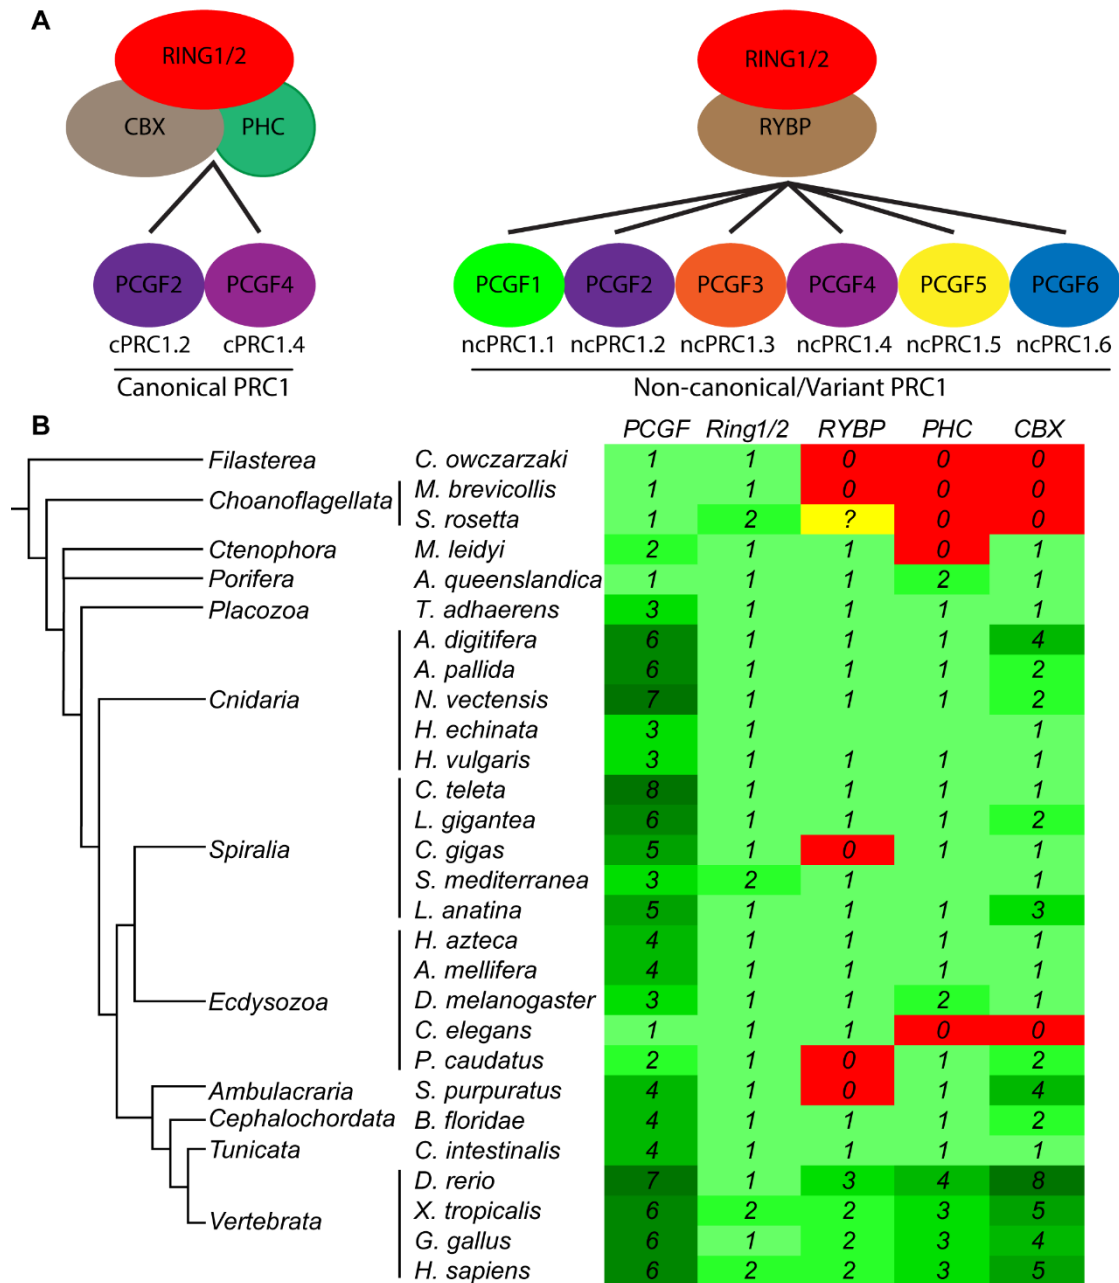 A
RING1/2
CBX
PHC
PCGF2
PCGF4
cPRC1.2
cPRC1.4
Canonical PRC1
RING1/2
RYBP
PCGF1
PCGF2
PCGF3
PCGF4
PCGF5
PCGF6
ncPRC1.1
ncPRC1.2
ncPRC1.3
ncPRC1.4
ncPRC1.5
ncPRC1.6
Non-canonical/Variant PRC1
B
PCGF Ring1/2 RYBP PHC CBX
Filasterea C. owczarzaki 1 1 0 0 0
Choanoflagellata
M. brevicollis 1 1 0 0 0
S. rosetta 1 2 ? 0 0
Ctenophora M. leidyi 2 1 1 0 1
Porifera A. queenslandica 1 1 1 2 1
Placozoa T. adhaerens 3 1 1 1 1
Cnidaria
A. digitifera 6 1 1 1 4
A. pallida 6 1 1 1 2
N. vectensis 7 1 1 1 2
H. echinata 3 1 1
H. vulgaris 3 1 1 1 1
Spiralia
C. teleta 8 1 1 1 1
L. gigantea 6 1 1 1 2
C. gigas 5 1 0 1 1
S. mediterranea 3 2 1 1
L. anatina 5 1 1 1 3
Ecdysozoa
H. azteca 4 1 1 1 1
A. mellifera 4 1 1 1 1
D. melanogaster 3 1 1 2 1
C. elegans 1 1 1 0 0
P. caudatus 2 1 0 1 2
Ambulacraria S. purpuratus 4 1 0 1 4
Cephalochordata B. floridae 4 1 1 1 2
Tunicata C. intestinalis 4 1 1 1 1
Vertebrata
D. rerio 7 1 3 4 8
X. tropicalis 6 2 2 3 5
G. gallus 6 1 2 3 4
H. sapiens 6 2 2 3 5